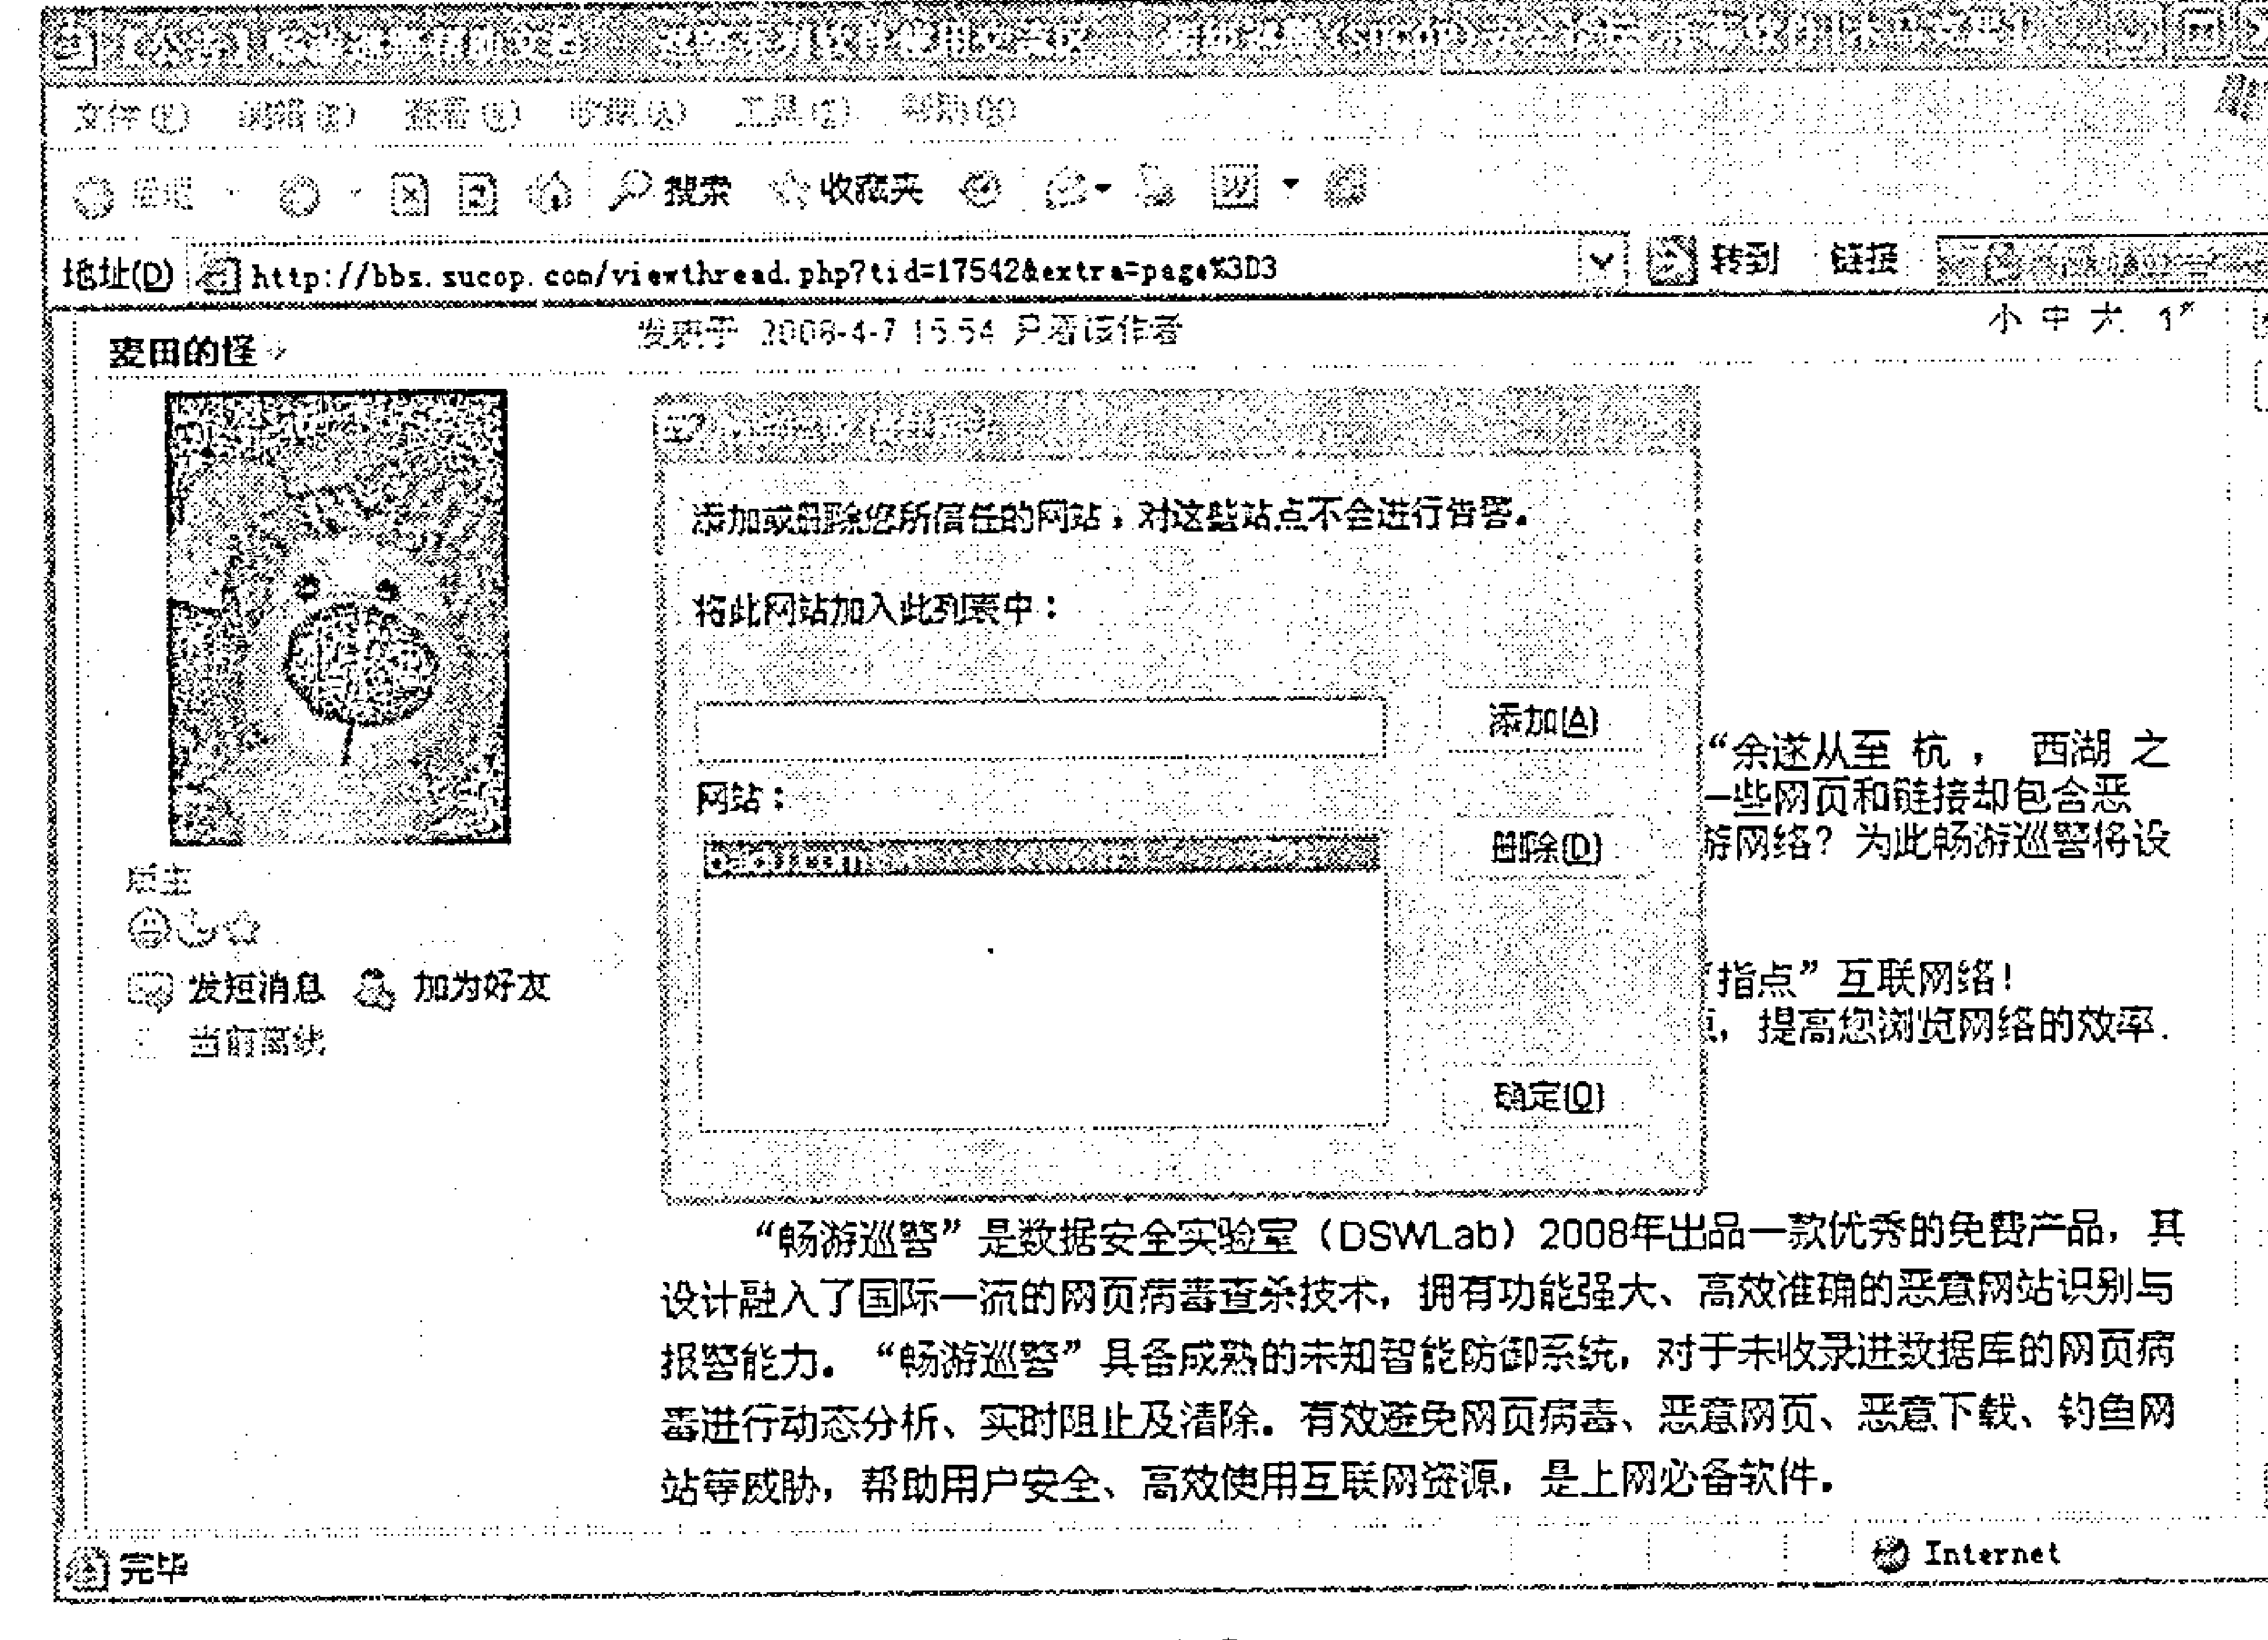 文件(F) 编辑(E) 查看(V) 收藏(A) 工具(T) 帮助(H)
搜索 收藏夹
地址(D) http://bbs.sucop.com/viewthread.php?tid=17542&extra=page%3D3 转到 链接
麦田的怪
发表于 2008-4-7 15:54 只看该作者
小 中 大 1#
添加或删除您所信任的网站，对这些站点不会进行告警。
将此网站加入此列表中：
添加(A)
网站：
删除(D)
确定(O)
“余遂从至 杭 ， 西湖 之
一些网页和链接却包含恶
游网络？为此畅游巡警将设
指点”互联网络！
，提高您浏览网络的效率.
版主
发短消息 加为好友
当前离线
“畅游巡警”是数据安全实验室（DSWLab）2008年出品一款优秀的免费产品，其
设计融入了国际一流的网页病毒查杀技术，拥有功能强大、高效准确的恶意网站识别与
报警能力。“畅游巡警”具备成熟的未知智能防御系统，对于未收录进数据库的网页病
毒进行动态分析、实时阻止及清除。有效避免网页病毒、恶意网页、恶意下载、钓鱼网
站等威胁，帮助用户安全、高效使用互联网资源，是上网必备软件。
完毕
Internet